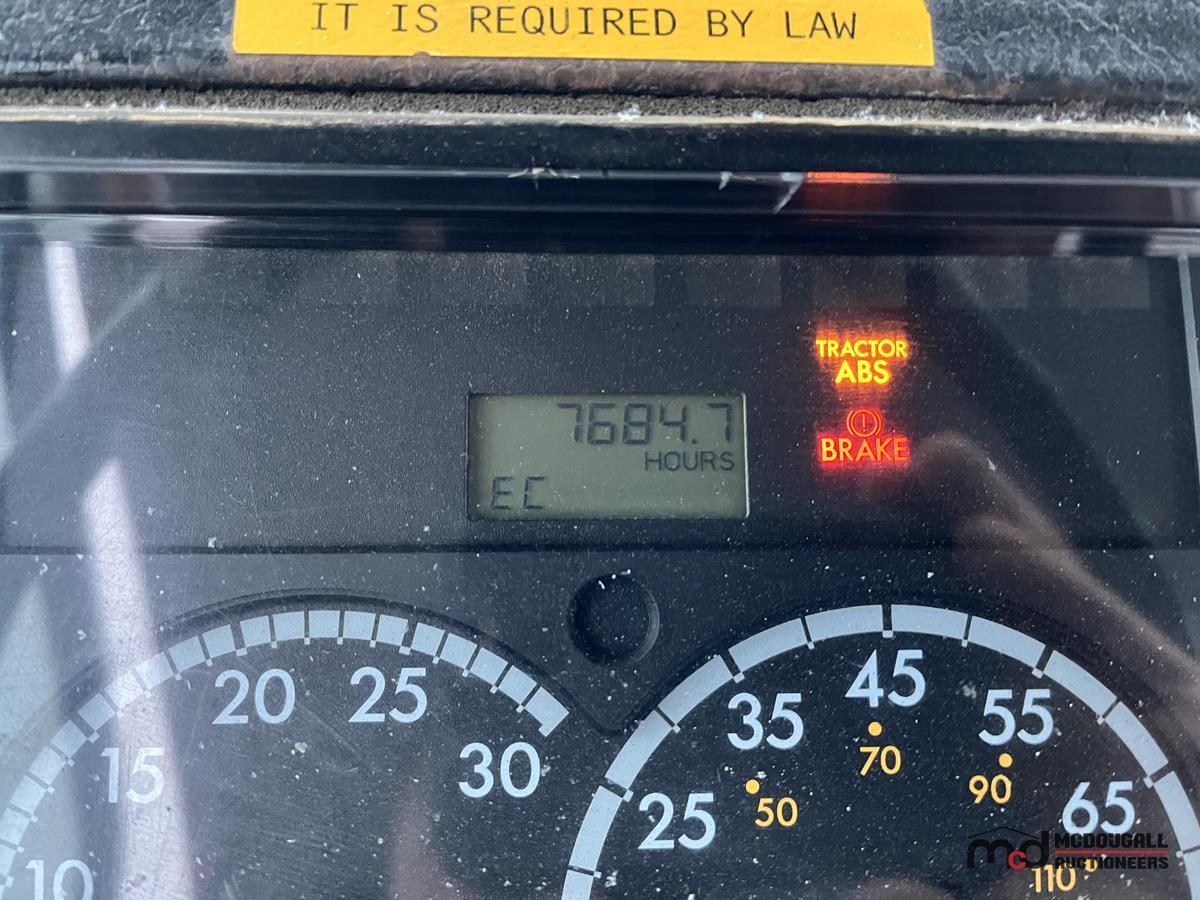 IT IS REQUIRED BY LAW
TRACTOR
ABS
7684.7
HOURS
EC
BRAKE
10
15
20
25
30
25
35
45
55
65
50
70
90
110
mcd MCDOUGALL
AUCTIONEERS